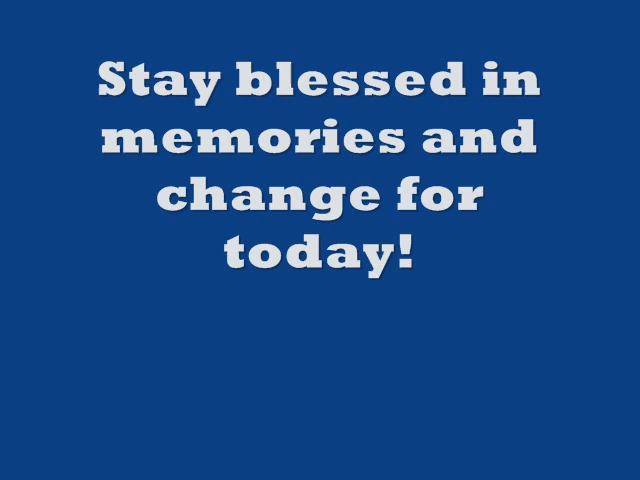 Stay blessed in
memories and
change for
today!